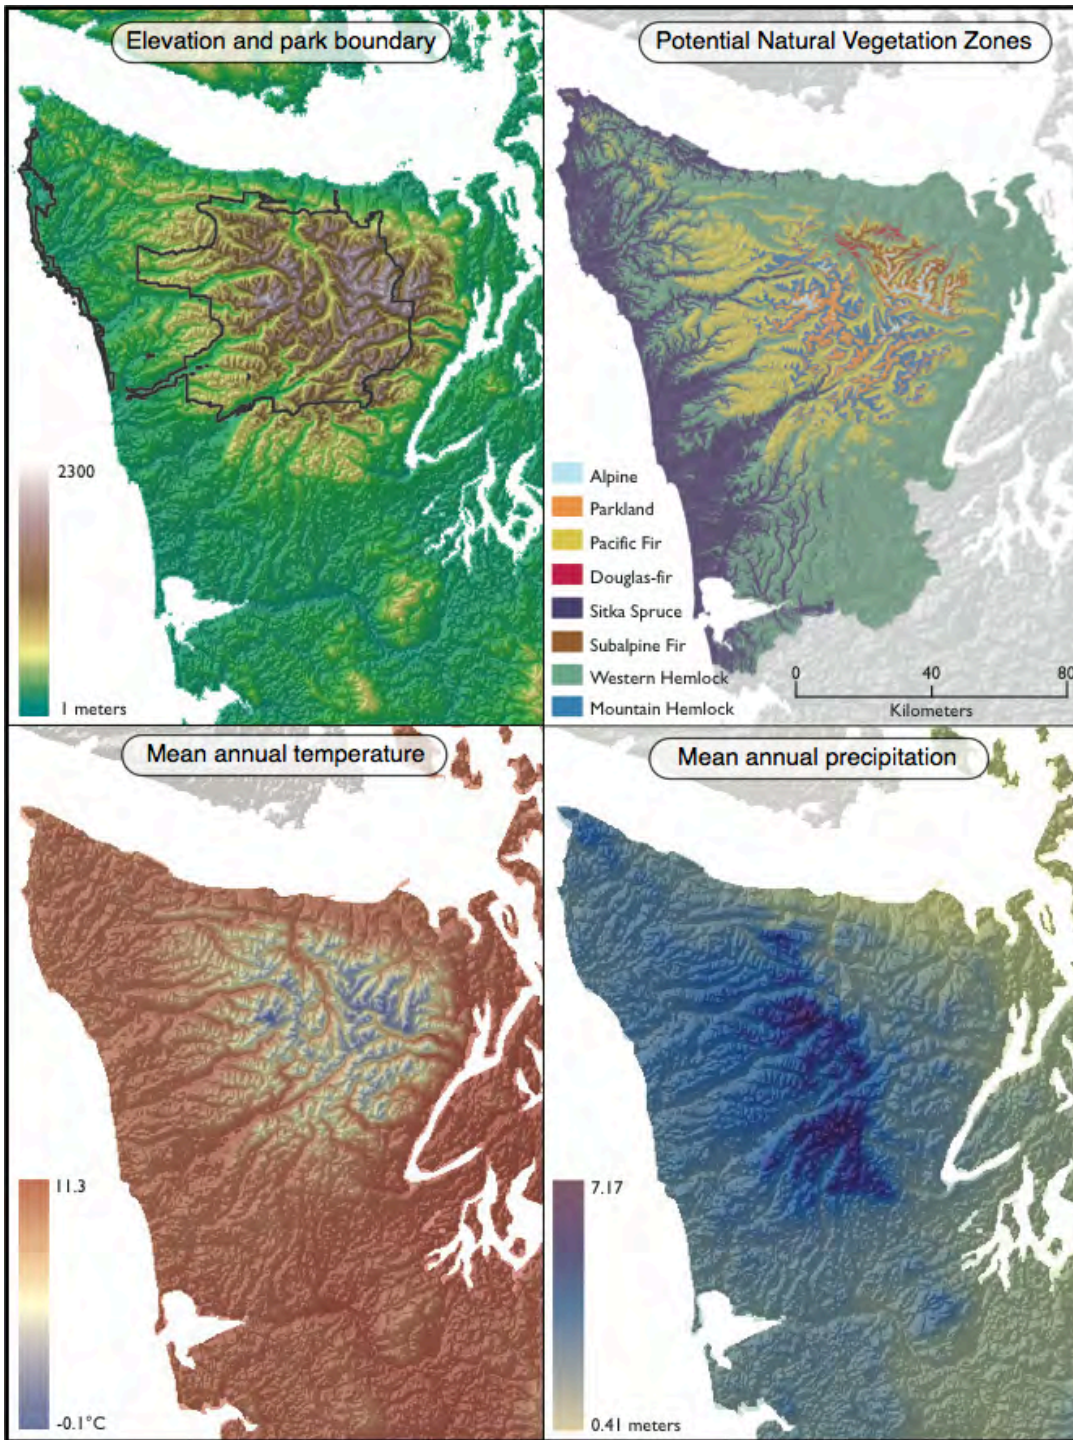 Elevation and park boundary
2300
1 meters
Potential Natural Vegetation Zones
Alpine
Parkland
Pacific Fir
Douglas-fir
Sitka Spruce
Subalpine Fir
Western Hemlock
Mountain Hemlock
0 40 80
Kilometers
Mean annual temperature
11.3
-0.1°C
Mean annual precipitation
7.17
0.41 meters